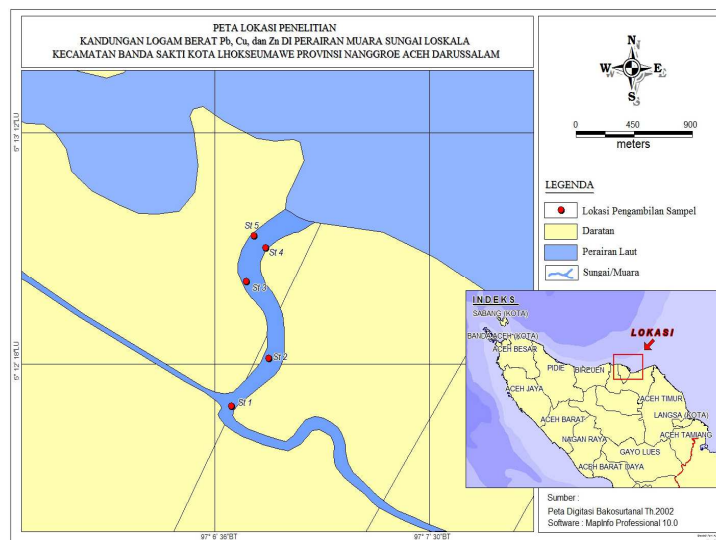 PETA LOKASI PENELITIAN
KANDUNGAN LOGAM BERAT Pb, Cu, dan Zn DI PERAIRAN MUARA SUNGAI LOSKALA
KECAMATAN BANDA SAKTI KOTA LHOKSEUMAWE PROVINSI NANGGROE ACEH DARUSSALAM
5° 13' 12"LU
5° 12' 18"LU
St 5
St 4
St 3
St 2
St 1
97° 6' 36"BT
97° 7' 30"BT
N
W E
S
0 450 900
meters
LEGENDA
Lokasi Pengambilan Sampel
Daratan
Perairan Laut
Sungai/Muara
INDEKS
SABANG (KOTA)
LOKASI
BANDA ACEH (KOTA)
ACEH BESAR
PIDIE
BIREUEN
ACEH JAYA
ACEH TIMUR
LANGSA (KOTA)
ACEH BARAT
ACEH TAMIANG
NAGAN RAYA
GAYO LUES
ACEH BARAT DAYA
Sumber :
Peta Digitasi Bakosurtanal Th.2002
Software : MapInfo Professional 10.0